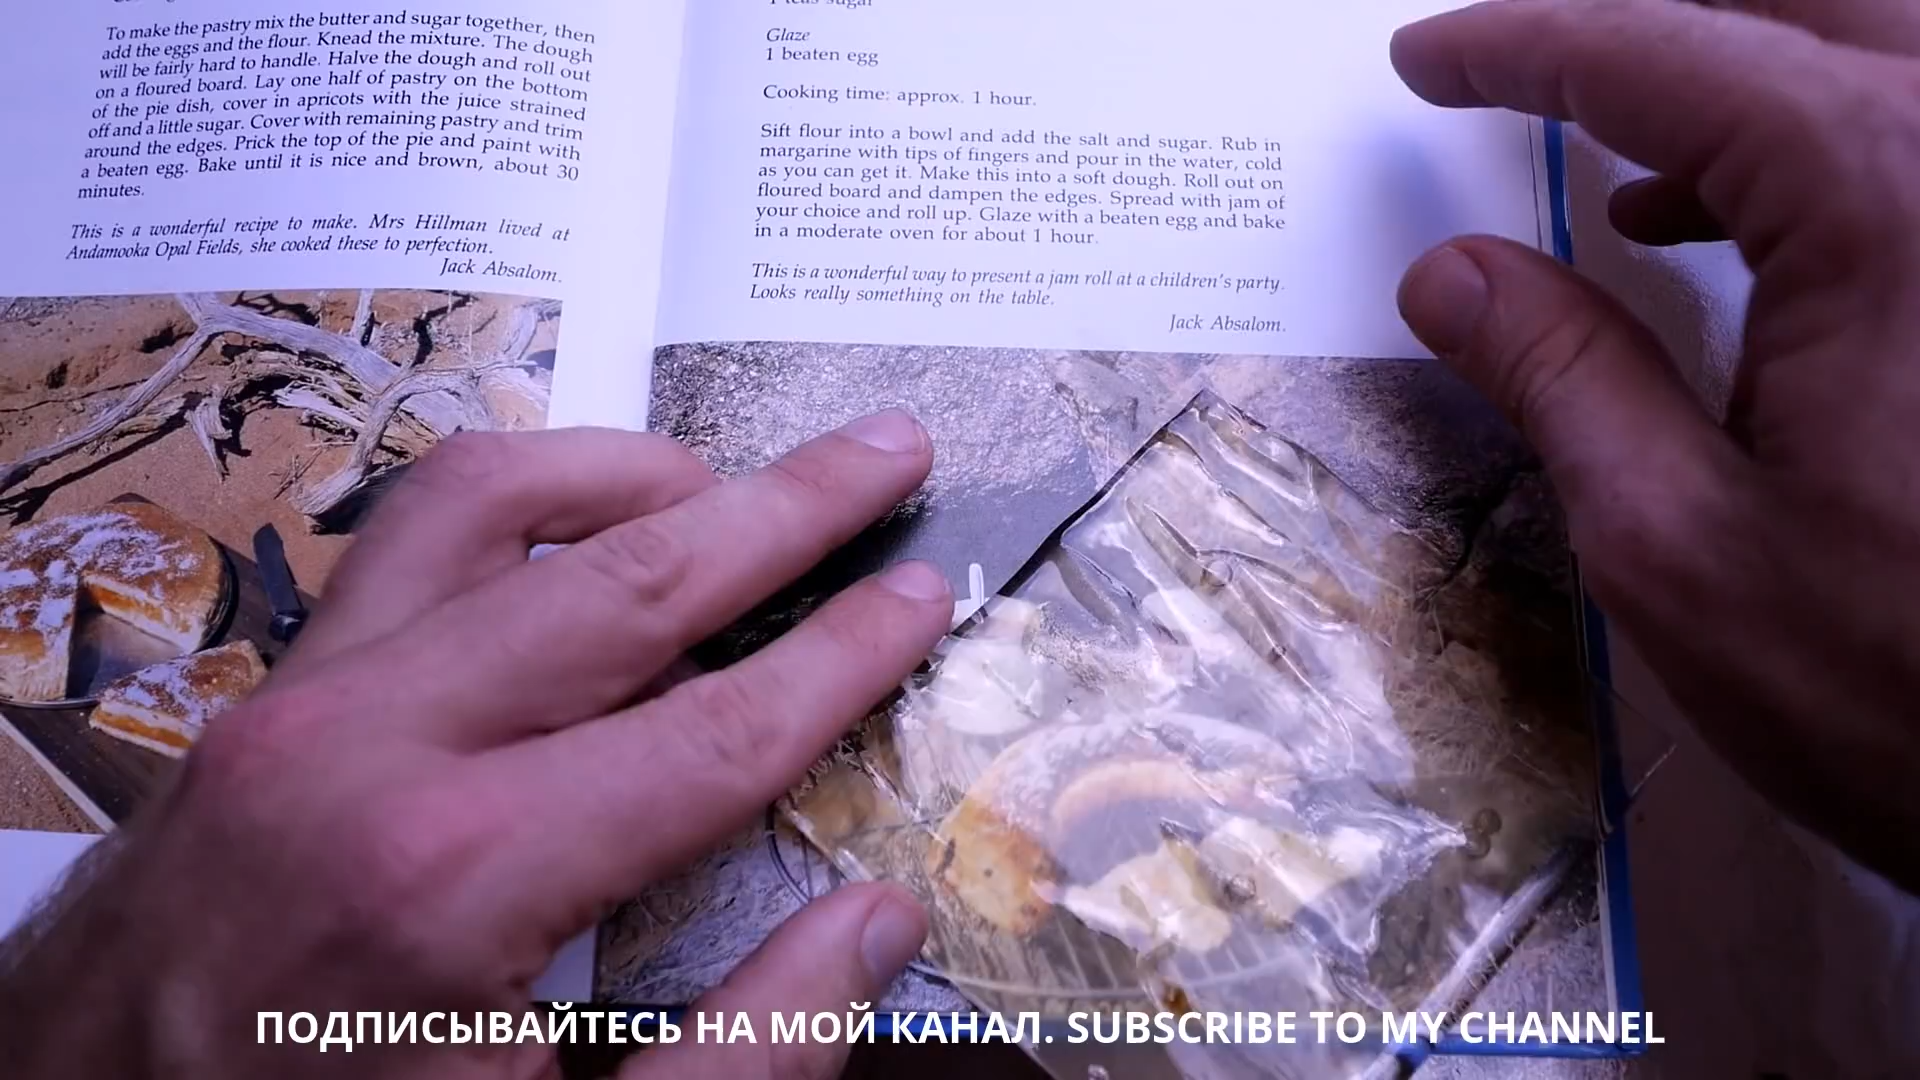 To make the pastry mix the butter and sugar together, then
add the eggs and the flour. Knead the mixture. The dough
will be fairly hard to handle. Halve the dough and roll out
on a floured board. Lay one half of pastry on the bottom
of the pie dish, cover in apricots with the juice strained
off and a little sugar. Cover with remaining pastry and trim
around the edges. Prick the top of the pie and paint with
a beaten egg. Bake until it is nice and brown, about 30
minutes.
This is a wonderful recipe to make. Mrs Hillman lived at
Andamooka Opal Fields, she cooked these to perfection.
Jack Absalom.
Glaze
1 beaten egg
Cooking time: approx. 1 hour.
Sift flour into a bowl and add the salt and sugar. Rub in
margarine with tips of fingers and pour in the water, cold
as you can get it. Make this into a soft dough. Roll out on
floured board and dampen the edges. Spread with jam of
your choice and roll up. Glaze with a beaten egg and bake
in a moderate oven for about 1 hour.
This is a wonderful way to present a jam roll at a children's party.
Looks really something on the table.
Jack Absalom.
ПОДПИСЫВАЙТЕСЬ НА МОЙ КАНАЛ. SUBSCRIBE TO MY CHANNEL